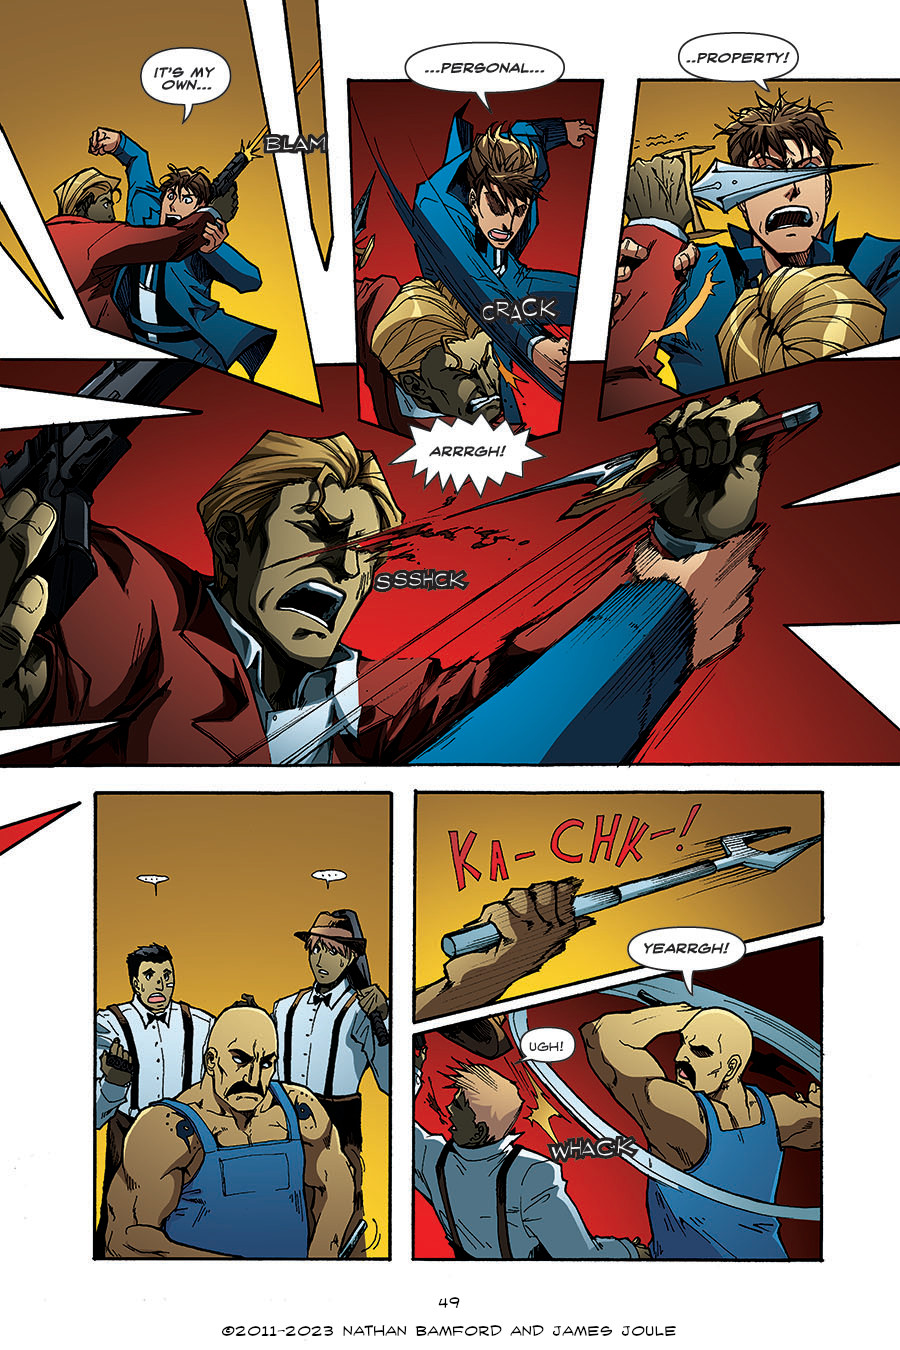 IT'S MY
OWN...
BLAM
...PERSONAL...
CRACK
..PROPERTY!
ARRRGH!
SSSHCK
......
......
KA-CHK-!
YEARRGH!
UGH!
WHACK
49
©2011-2023 NATHAN BAMFORD AND JAMES JOULE